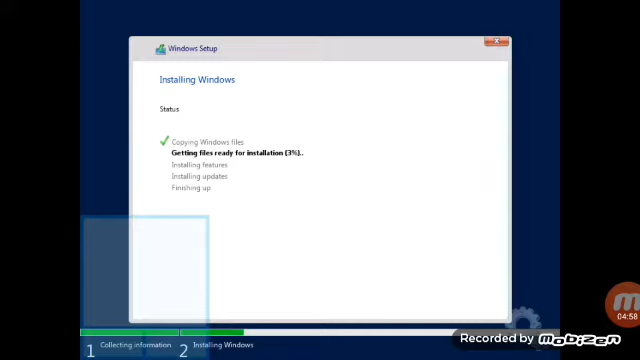 Windows Setup
Installing Windows
Status
Copying Windows files
Getting files ready for installation (3%)..
Installing features
Installing updates
Finishing up
04:58
Recorded by MOBIZEN
1 Collecting information 2 Installing Windows